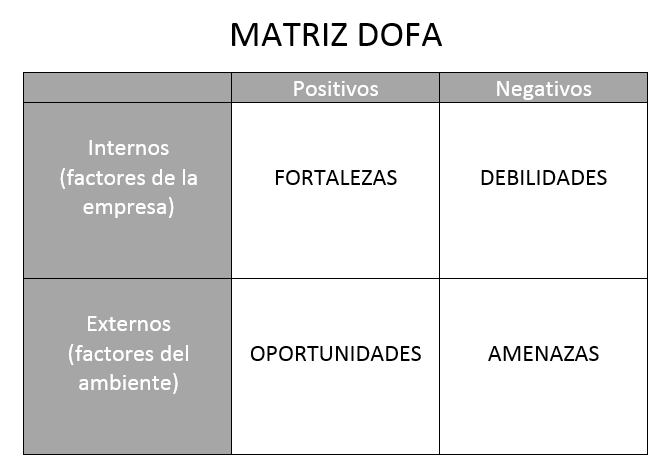 MATRIZ DOFA
Positivos
Negativos
Internos
(factores de la
empresa)
FORTALEZAS
DEBILIDADES
Externos
(factores del
ambiente)
OPORTUNIDADES
AMENAZAS